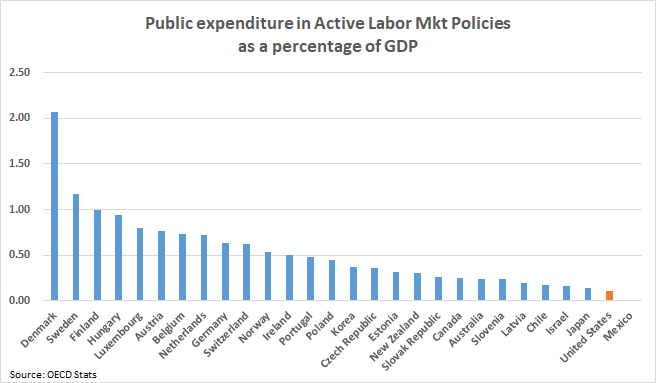 Public expenditure in Active Labor Mkt Policies
as a percentage of GDP
2.50
2.00
1.50
1.00
0.50
0.00
Denmark
Sweden
Finland
Hungary
Luxembourg
Austria
Belgium
Netherlands
Germany
Switzerland
Norway
Ireland
Portugal
Poland
Korea
Czech Republic
Estonia
New Zealand
Slovak Republic
Canada
Australia
Slovenia
Latvia
Chile
Israel
Japan
United States
Mexico
Source: OECD Stats